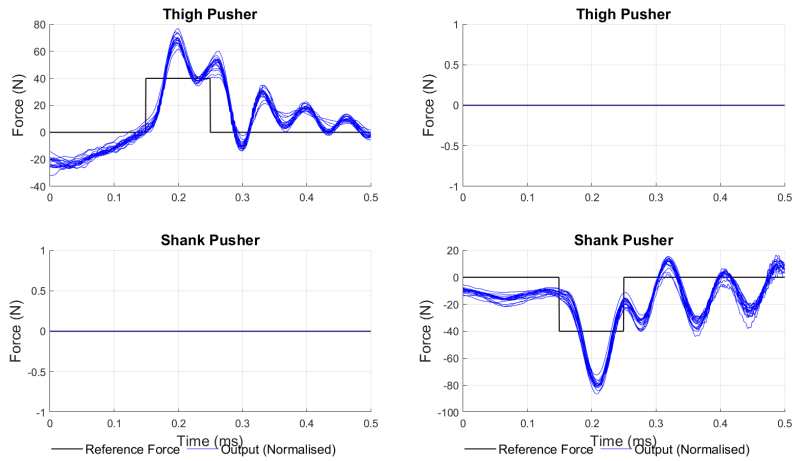 Thigh Pusher
80
60
40
20
0
-20
-40
Force (N)
0 0.1 0.2 0.3 0.4 0.5
Thigh Pusher
1
0.5
0
-0.5
-1
Force (N)
0 0.1 0.2 0.3 0.4 0.5
Shank Pusher
1
0.5
0
-0.5
-1
Force (N)
0 0.1 0.2 0.3 0.4 0.5
Time (ms)
Reference Force Output (Normalised)
Shank Pusher
20
0
-20
-40
-60
-80
-100
Force (N)
0 0.1 0.2 0.3 0.4 0.5
Time (ms)
Reference Force Output (Normalised)